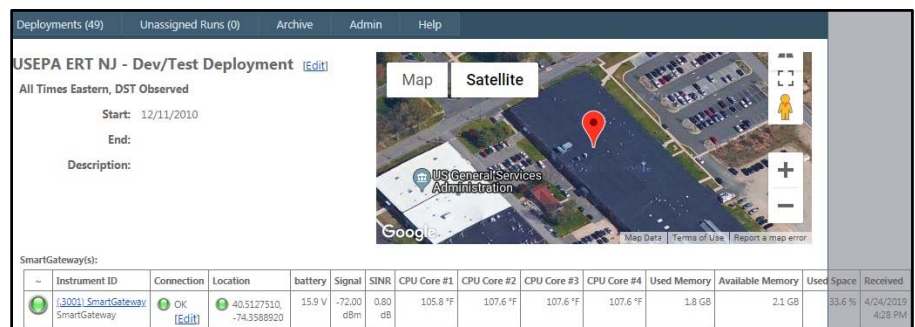 Deployments (49) Unassigned Runs (0) Archive Admin Help
USEPA ERT NJ - Dev/Test Deployment [Edit]
All Times Eastern, DST Observed
Start: 12/11/2010
End:
Description:
Map Satellite
US General Services
Administration
Google
Map Data Terms of Use Report a map error
SmartGateway(s):
~ Instrument ID Connection Location battery Signal SINR CPU Core #1 CPU Core #2 CPU Core #3 CPU Core #4 Used Memory Available Memory Used Space Received
(.3001) SmartGateway OK 40.5127510, 15.9 V -72.00 0.80 105.8 °F 107.6 °F 107.6 °F 107.6 °F 1.8 GB 2.1 GB 33.6 % 4/24/2019
SmartGateway [Edit] -74.3588920 dBm dB 4:28 PM